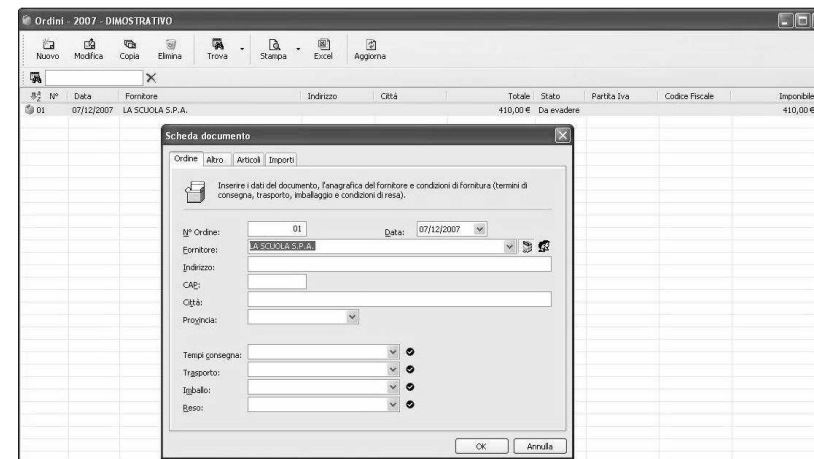 Ordini - 2007 - DIMOSTRATIVO
Nuovo Modifica Copia Elimina Trova Stampa Excel Aggiorna
N° Data Fornitore Indirizzo Città Totale Stato Partita Iva Codice Fiscale Imponibile
01 07/12/2007 LA SCUOLA S.P.A. 410,00 € Da evadere 410,00 €
Scheda documento
Ordine Altro Articoli Importi
Inserire i dati del documento, l'anagrafica del fornitore e condizioni di fornitura (termini di
consegna, trasporto, imballaggio e condizioni di resa).
N° Ordine: 01 Data: 07/12/2007
Fornitore: LA SCUOLA S.P.A.
Indirizzo:
CAP:
Città:
Provincia:
Tempi consegna:
Trasporto:
Imballo:
Reso:
OK Annulla